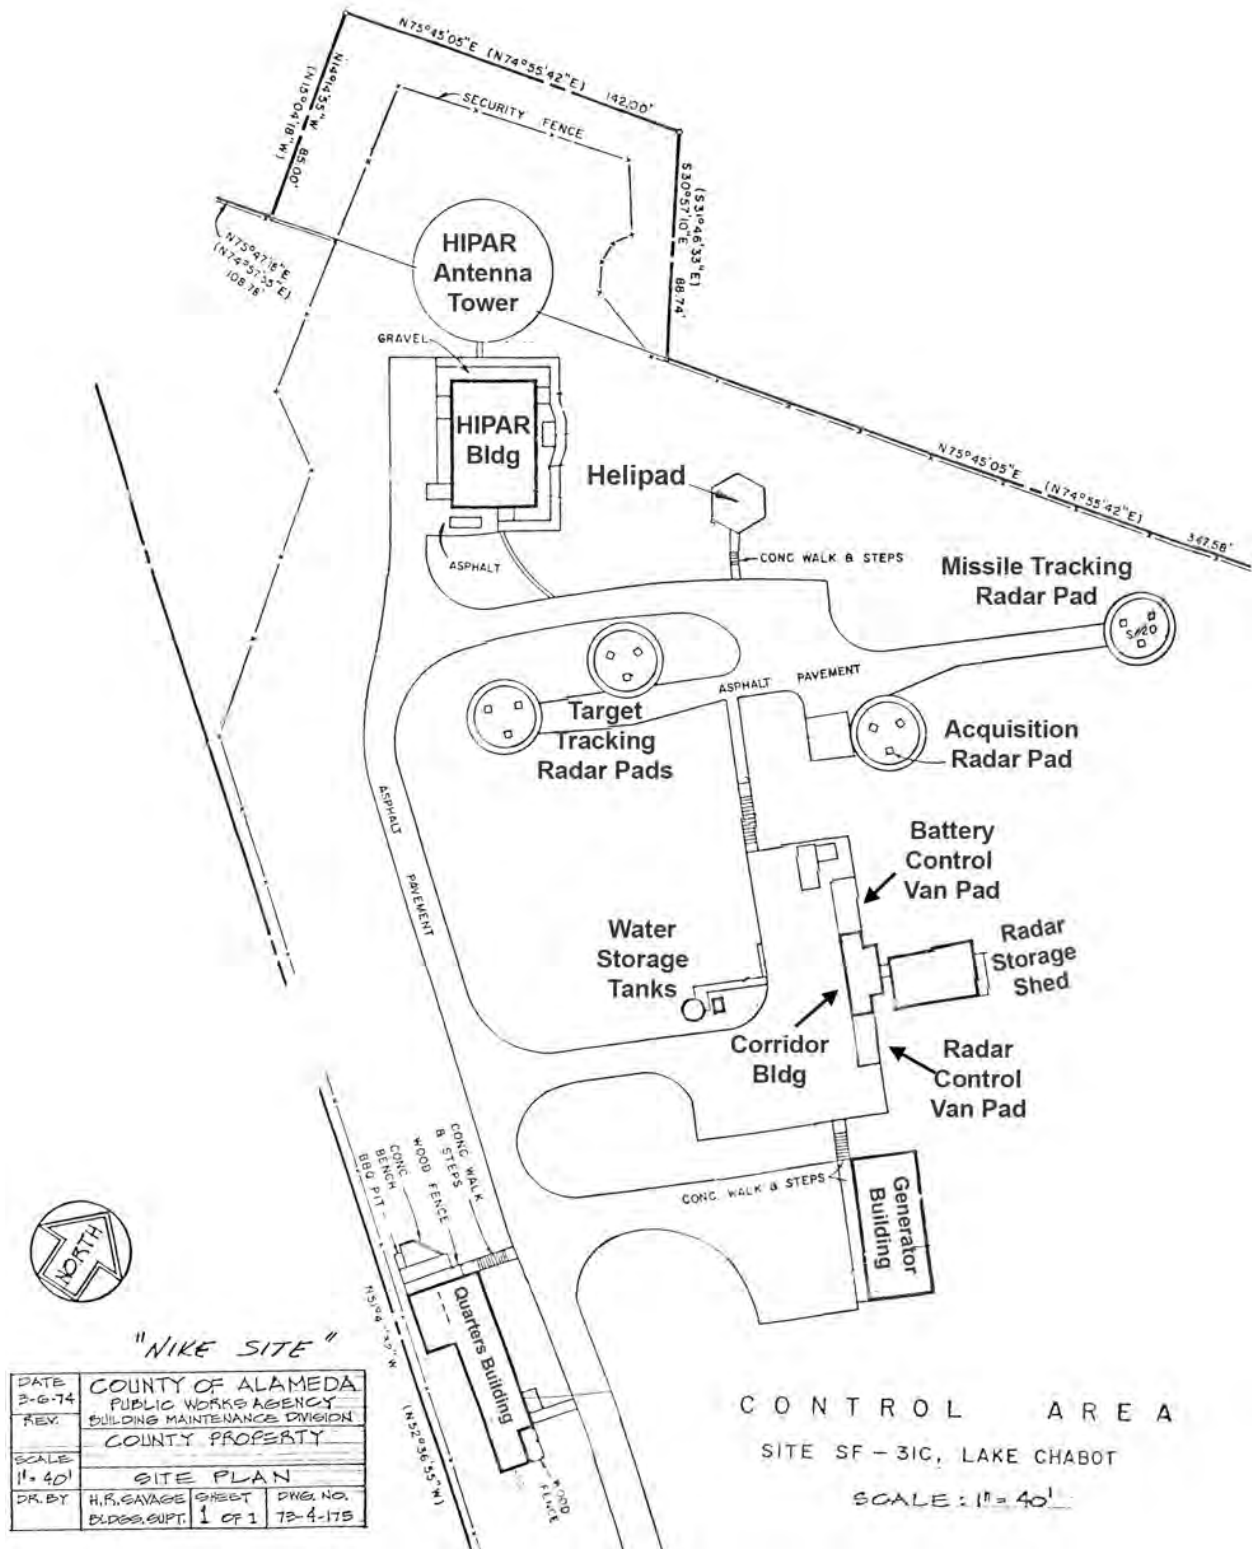 N75°45'05"E (N74°55'42"E) 142.00'
N14°14'55"W
(N15°04'18"W) 85.00'
SECURITY FENCE
(S31°46'33"E)
S30°57'10"E 88.74'
N75°47'18"E
(N74°57'55"E)
108.78'
HIPAR
Antenna
Tower
GRAVEL
HIPAR
Bldg
Helipad
N75°45'05"E (N74°55'42"E) 347.58'
ASPHALT
CONC WALK & STEPS
Missile Tracking
Radar Pad
ASPHALT PAVEMENT
Target
Tracking
Radar Pads
Acquisition
Radar Pad
ASPHALT PAVEMENT
Battery
Control
Van Pad
Water
Storage
Tanks
Radar
Storage
Shed
Corridor
Bldg
Radar
Control
Van Pad
CONC WALK
& STEPS
WOOD FENCE
CONC
BENCH
BBQ PIT
CONC. WALK & STEPS
Generator
Building
NORTH
Quarters Building
(N52°36'55"W)
WOOD
FENCE
"NIKE SITE"
DATE
3-6-74
REV.
SCALE
1"=40'
DR. BY
COUNTY OF ALAMEDA
PUBLIC WORKS AGENCY
BUILDING MAINTENANCE DIVISION
COUNTY PROPERTY
SITE PLAN
H.R. SAVAGE
BLDGS. SUPT.
SHEET
1 OF 1
DWG. NO.
73-4-175
CONTROL AREA
SITE SF-31C, LAKE CHABOT
SCALE: 1"=40'